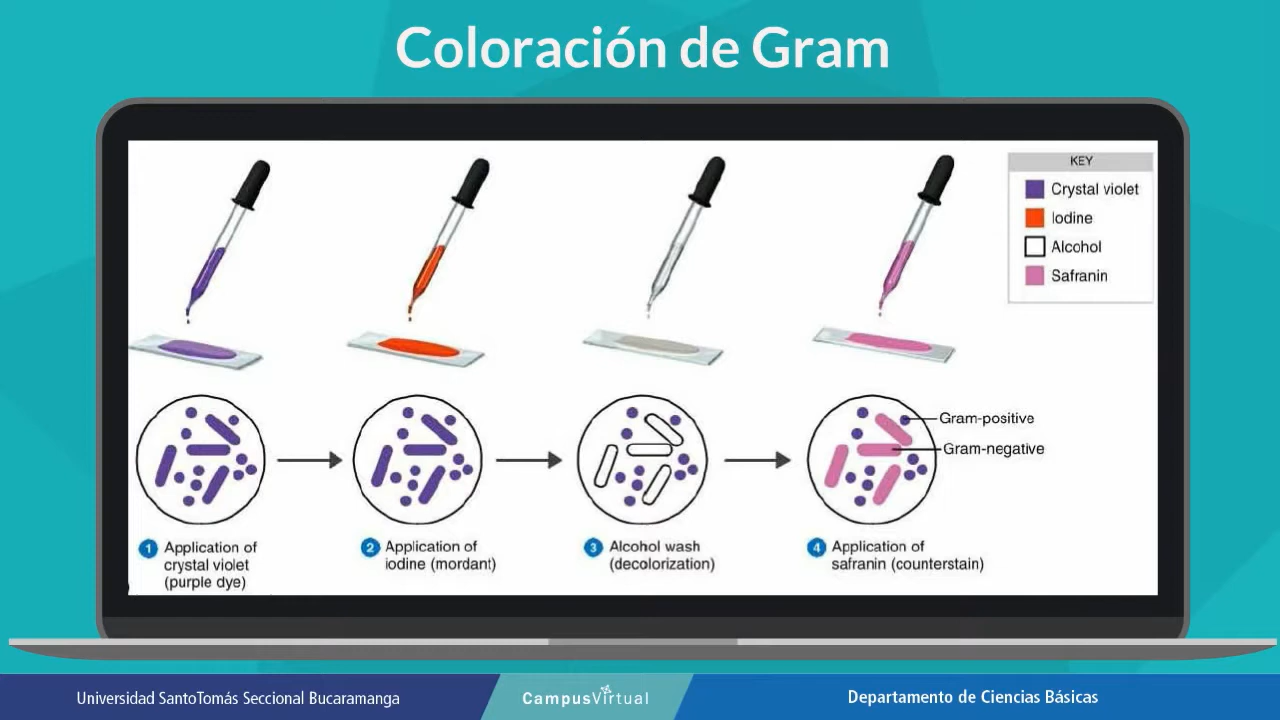 Coloración de Gram
KEY
Crystal violet
Iodine
Alcohol
Safranin
Gram-positive
Gram-negative
1 Application of
crystal violet
(purple dye)
2 Application of
iodine (mordant)
3 Alcohol wash
(decolorization)
4 Application of
safranin (counterstain)
Universidad SantoTomás Seccional Bucaramanga
CampusVirtual
Departamento de Ciencias Básicas